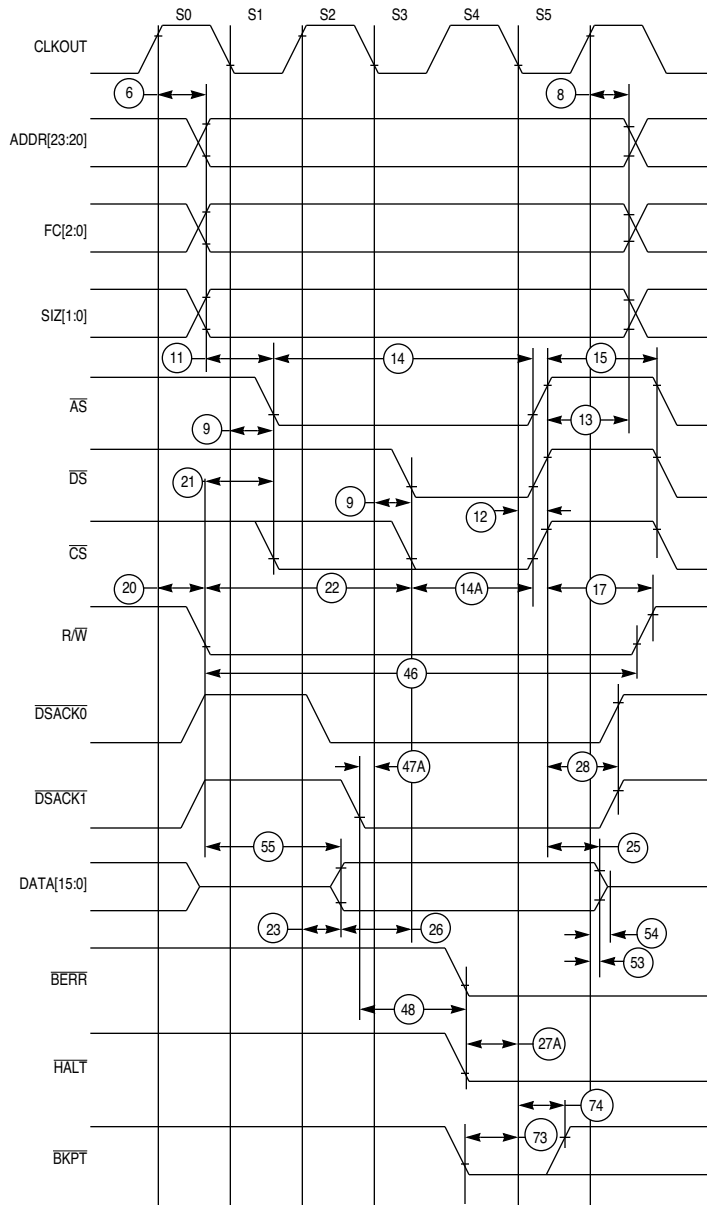 S0 S1 S2 S3 S4 S5
CLKOUT
6 8
ADDR[23:20]
FC[2:0]
SIZ[1:0]
11 14 15
AS
9 13
DS
21 9 12
CS
20 22 14A 17
R/W
46
DSACK0
47A 28
DSACK1
55 25
DATA[15:0]
23 26 54
53
BERR
48
27A
HALT
74
73
BKPT